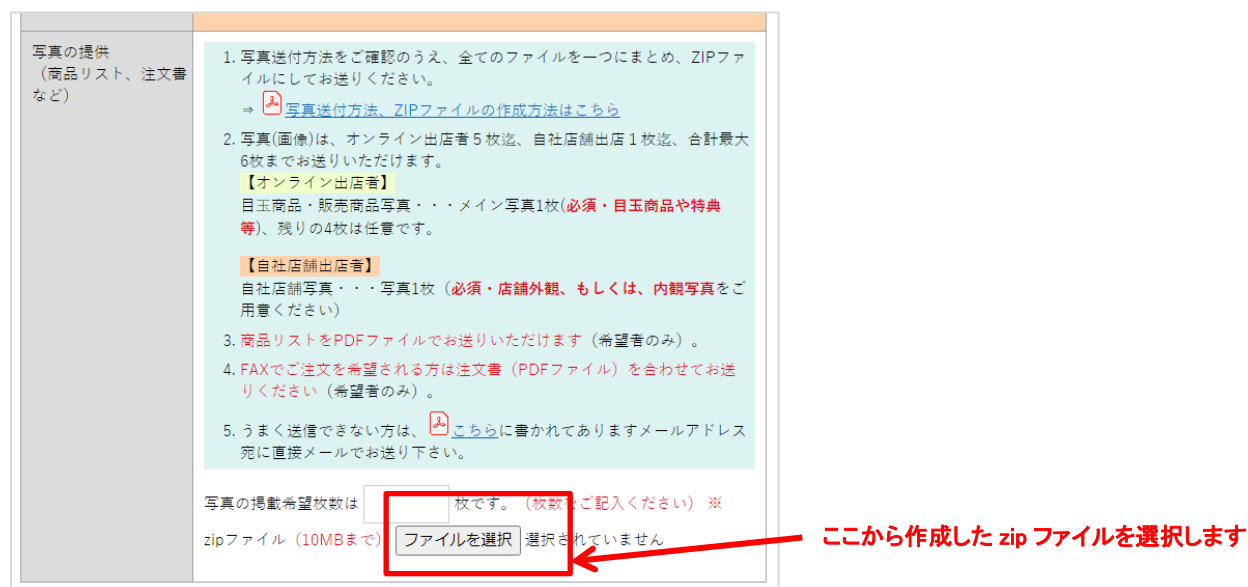 写真の提供
（商品リスト、注文書
など）
1. 写真送付方法をご確認のうえ、全てのファイルを一つにまとめ、ZIPファ
イルにしてお送りください。
⇒ 写真送付方法、ZIPファイルの作成方法はこちら
2. 写真(画像)は、オンライン出店者５枚迄、自社店舗出店１枚迄、合計最大
6枚までお送りいただけます。
【オンライン出店者】
目玉商品・販売商品写真・・・メイン写真1枚(必須・目玉商品や特典
等)、残りの4枚は任意です。
【自社店舗出店者】
自社店舗写真・・・写真1枚（必須・店舗外観、もしくは、内観写真をご
用意ください）
3. 商品リストをPDFファイルでお送りいただけます（希望者のみ）。
4. FAXでご注文を希望される方は注文書（PDFファイル）を合わせてお送
りください（希望者のみ）。
5. うまく送信できない方は、 こちらに書かれてありますメールアドレス
宛に直接メールでお送り下さい。
写真の掲載希望枚数は 枚です。（枚数をご記入ください） ※
zipファイル（10MBまで） ファイルを選択 選択されていません
ここから作成した zip ファイルを選択します